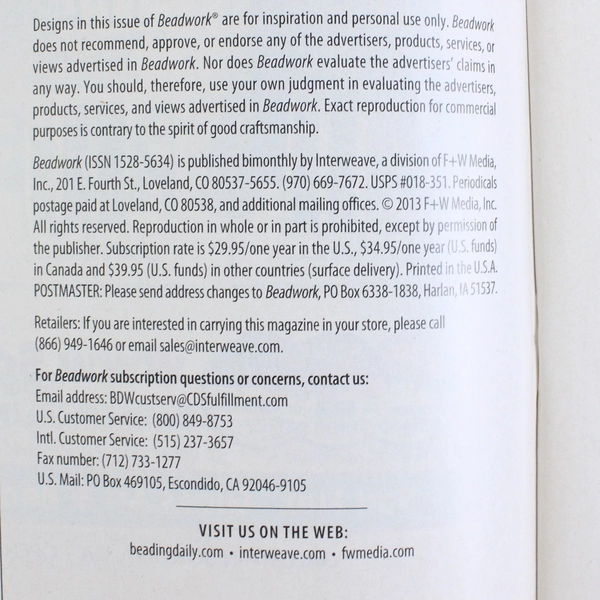 Designs in this issue of Beadwork® are for inspiration and personal use only. Beadwork
does not recommend, approve, or endorse any of the advertisers, products, services, or
views advertised in Beadwork. Nor does Beadwork evaluate the advertisers' claims in
any way. You should, therefore, use your own judgment in evaluating the advertisers,
products, services, and views advertised in Beadwork. Exact reproduction for commercial
purposes is contrary to the spirit of good craftsmanship.
Beadwork (ISSN 1528-5634) is published bimonthly by Interweave, a division of F+W Media,
Inc., 201 E. Fourth St., Loveland, CO 80537-5655. (970) 669-7672. USPS #018-351. Periodicals
postage paid at Loveland, CO 80538, and additional mailing offices. © 2013 F+W Media, Inc.
All rights reserved. Reproduction in whole or in part is prohibited, except by permission of
the publisher. Subscription rate is $29.95/one year in the U.S., $34.95/one year (U.S. funds)
in Canada and $39.95 (U.S. funds) in other countries (surface delivery). Printed in the U.S.A.
POSTMASTER: Please send address changes to Beadwork, PO Box 6338-1838, Harlan, IA 51537.
Retailers: If you are interested in carrying this magazine in your store, please call
(866) 949-1646 or email sales@interweave.com.
For Beadwork subscription questions or concerns, contact us:
Email address: BDWcustserv@CDSfulfillment.com
U.S. Customer Service: (800) 849-8753
Intl. Customer Service: (515) 237-3657
Fax number: (712) 733-1277
U.S. Mail: PO Box 469105, Escondido, CA 92046-9105
VISIT US ON THE WEB:
beadingdaily.com • interweave.com • fwmedia.com